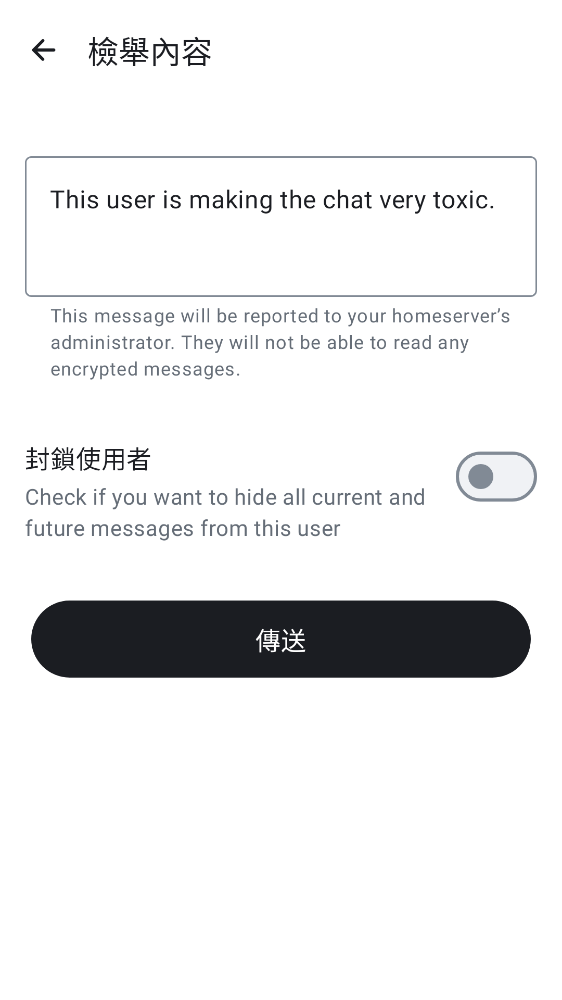 檢舉內容
This user is making the chat very toxic.
This message will be reported to your homeserver’s
administrator. They will not be able to read any
encrypted messages.
封鎖使用者
Check if you want to hide all current and
future messages from this user
傳送